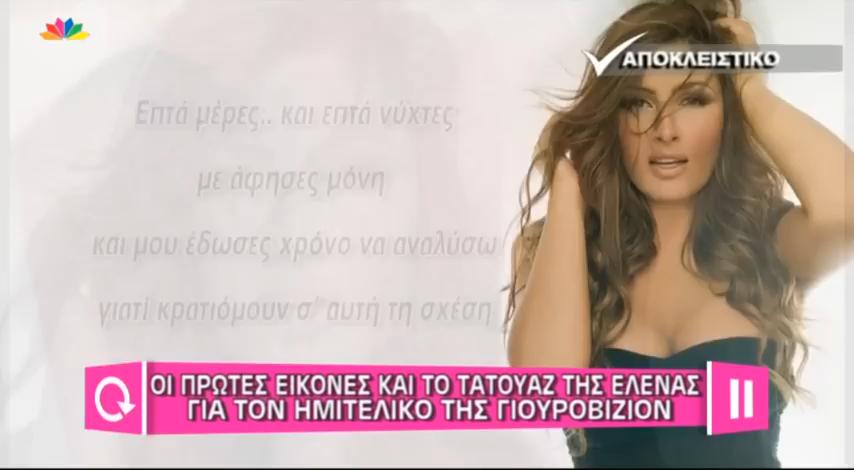 ΑΠΟΚΛΕΙΣΤΙΚΟ
Επτά μέρες.. και επτά νύχτες
με άφησες μόνη
και μου έδωσες χρόνο να αναλύσω
γιατί κρατιόμουν σ' αυτή τη σχέση
ΟΙ ΠΡΩΤΕΣ ΕΙΚΟΝΕΣ ΚΑΙ ΤΟ ΤΑΤΟΥΑΖ ΤΗΣ ΕΛΕΝΑΣ
ΓΙΑ ΤΟΝ ΗΜΙΤΕΛΙΚΟ ΤΗΣ ΓΙΟΥΡΟΒΙΖΙΟΝ